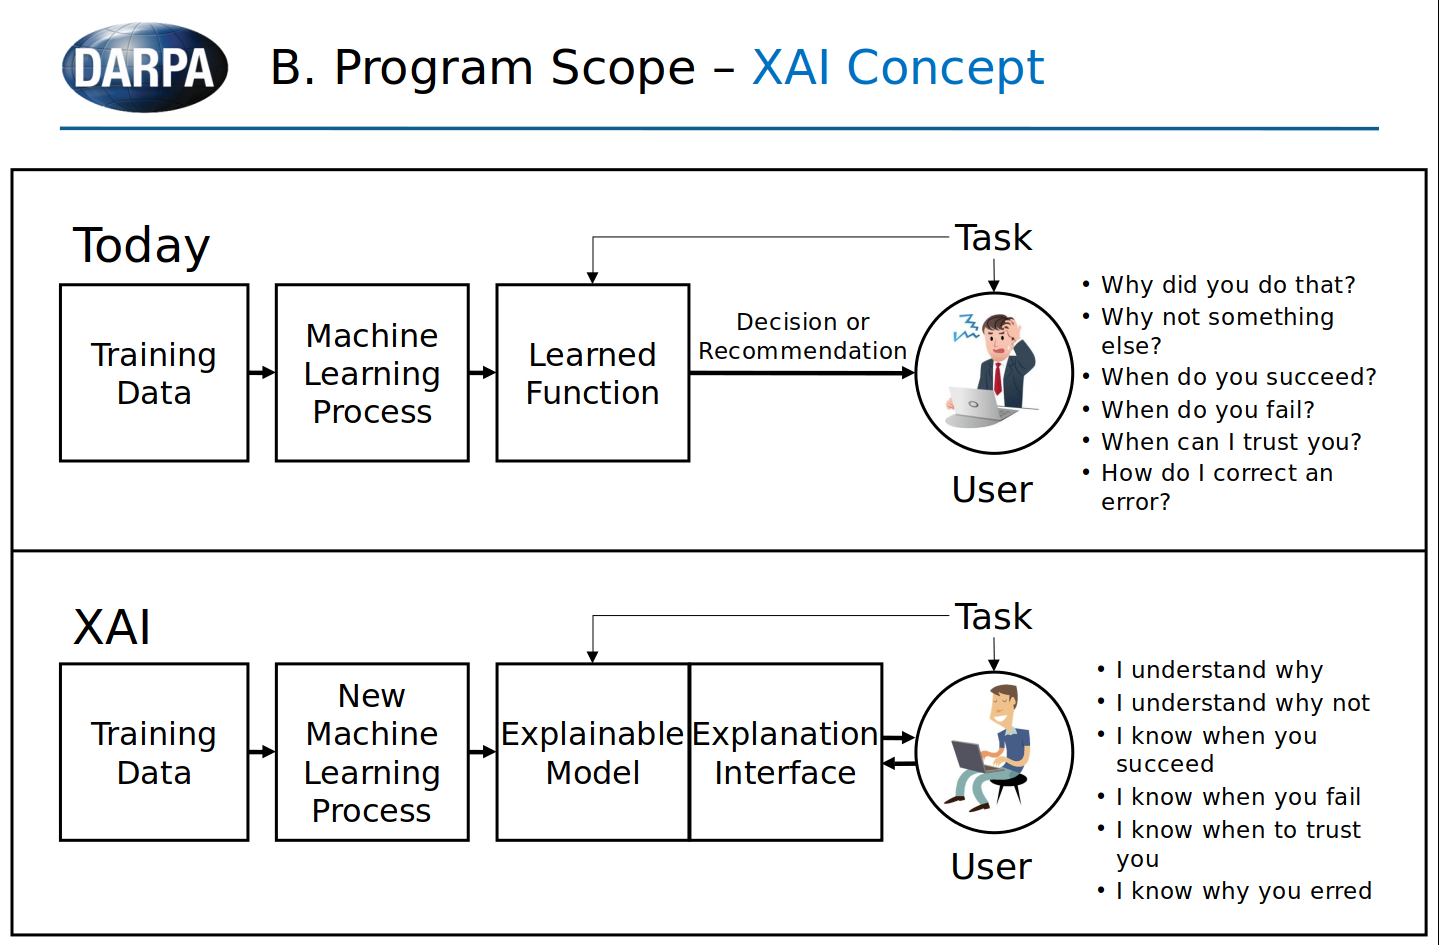 DARPA
B. Program Scope – XAI Concept
Today
Task
Training
Data
Machine
Learning
Process
Learned
Function
Decision or
Recommendation
User
• Why did you do that?
• Why not something
else?
• When do you succeed?
• When do you fail?
• When can I trust you?
• How do I correct an
error?
XAI
Task
Training
Data
New
Machine
Learning
Process
Explainable
Model
Explanation
Interface
User
• I understand why
• I understand why not
• I know when you
succeed
• I know when you fail
• I know when to trust
you
• I know why you erred